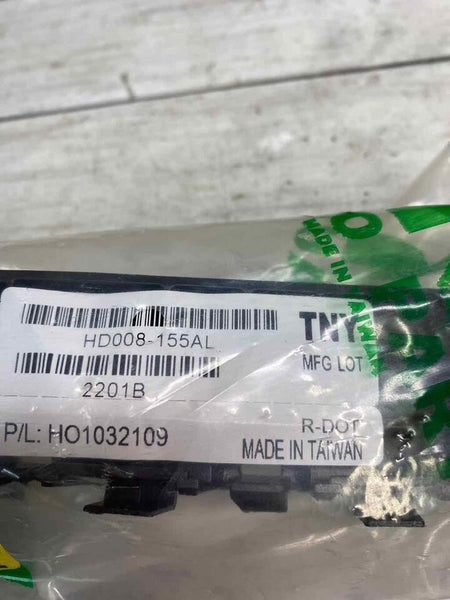 MADE IN TAIWAN
TNY
HD008-155AL
MFG LOT
2201B
R-DOT
P/L: HO1032109
MADE IN TAIWAN